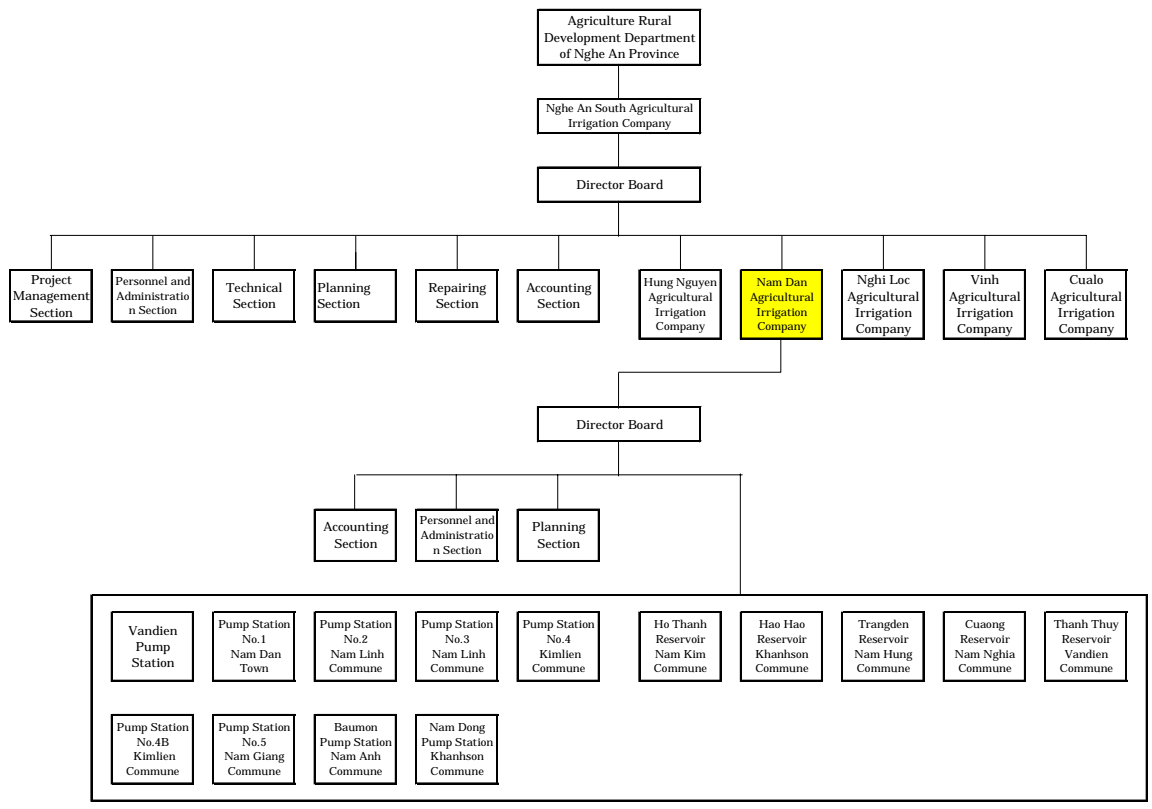 Agriculture Rural
Development Department
of Nghe An Province
Nghe An South Agricultural
Irrigation Company
Director Board
Project
Management
Section
Personnel and
Administratio
n Section
Technical
Section
Planning
Section
Repairing
Section
Accounting
Section
Hung Nguyen
Agricultural
Irrigation
Company
Nam Dan
Agricultural
Irrigation
Company
Nghi Loc
Agricultural
Irrigation
Company
Vinh
Agricultural
Irrigation
Company
Cualo
Agricultural
Irrigation
Company
Director Board
Accounting
Section
Personnel and
Administratio
n Section
Planning
Section
Vandien
Pump
Station
Pump Station
No.1
Nam Dan
Town
Pump Station
No.2
Nam Linh
Commune
Pump Station
No.3
Nam Linh
Commune
Pump Station
No.4
Kimlien
Commune
Ho Thanh
Reservoir
Nam Kim
Commune
Hao Hao
Reservoir
Khanhson
Commune
Trangden
Reservoir
Nam Hung
Commune
Cuaong
Reservoir
Nam Nghia
Commune
Thanh Thuy
Reservoir
Vandien
Commune
Pump Station
No.4B
Kimlien
Commune
Pump Station
No.5
Nam Giang
Commune
Baumon
Pump Station
Nam Anh
Commune
Nam Dong
Pump Station
Khanhson
Commune